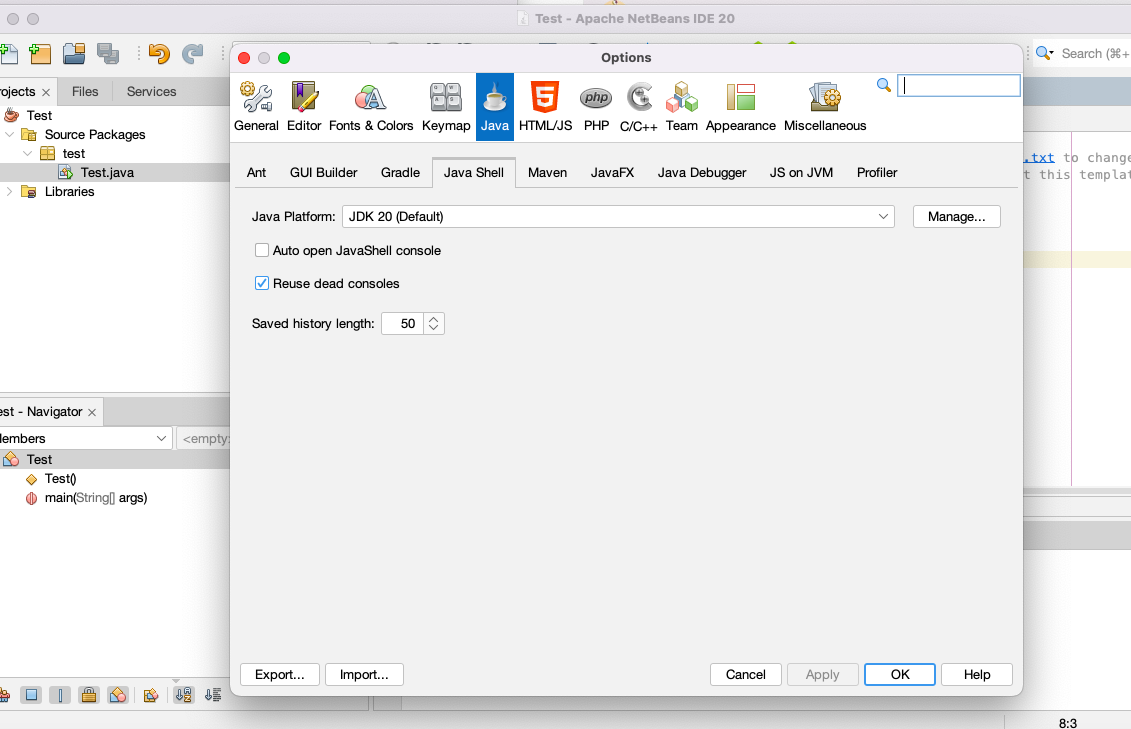 Test - Apache NetBeans IDE 20
Search (⌘+
Options
General Editor Fonts & Colors Keymap Java HTML/JS PHP C/C++ Team Appearance Miscellaneous
php
Ant GUI Builder Gradle Java Shell Maven JavaFX Java Debugger JS on JVM Profiler
Java Platform: JDK 20 (Default) Manage...
Auto open JavaShell console
Reuse dead consoles
Saved history length: 50
Export... Import... Cancel Apply OK Help
rojects Files Services
Test
Source Packages
test
Test.java
Libraries
.txt to change
t this templat
est - Navigator
Members <empty>
Test
Test()
main(String[] args)
8:3